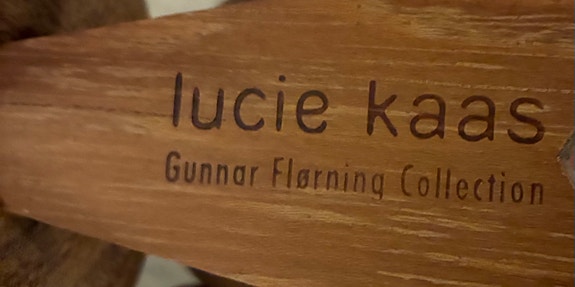 lucie kaas
Gunnar Flørning Collection